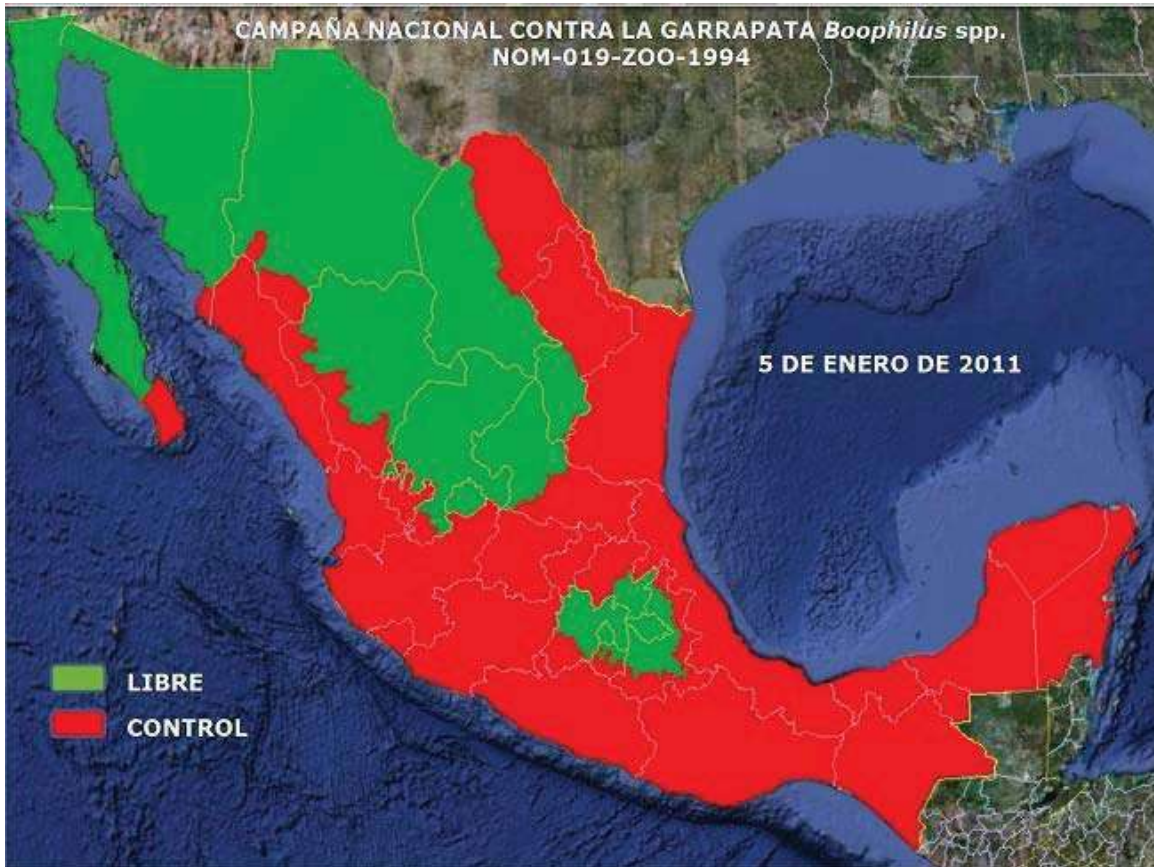 CAMPAÑA NACIONAL CONTRA LA GARRAPATA Boophilus spp.
NOM-019-ZOO-1994
5 DE ENERO DE 2011
LIBRE
CONTROL